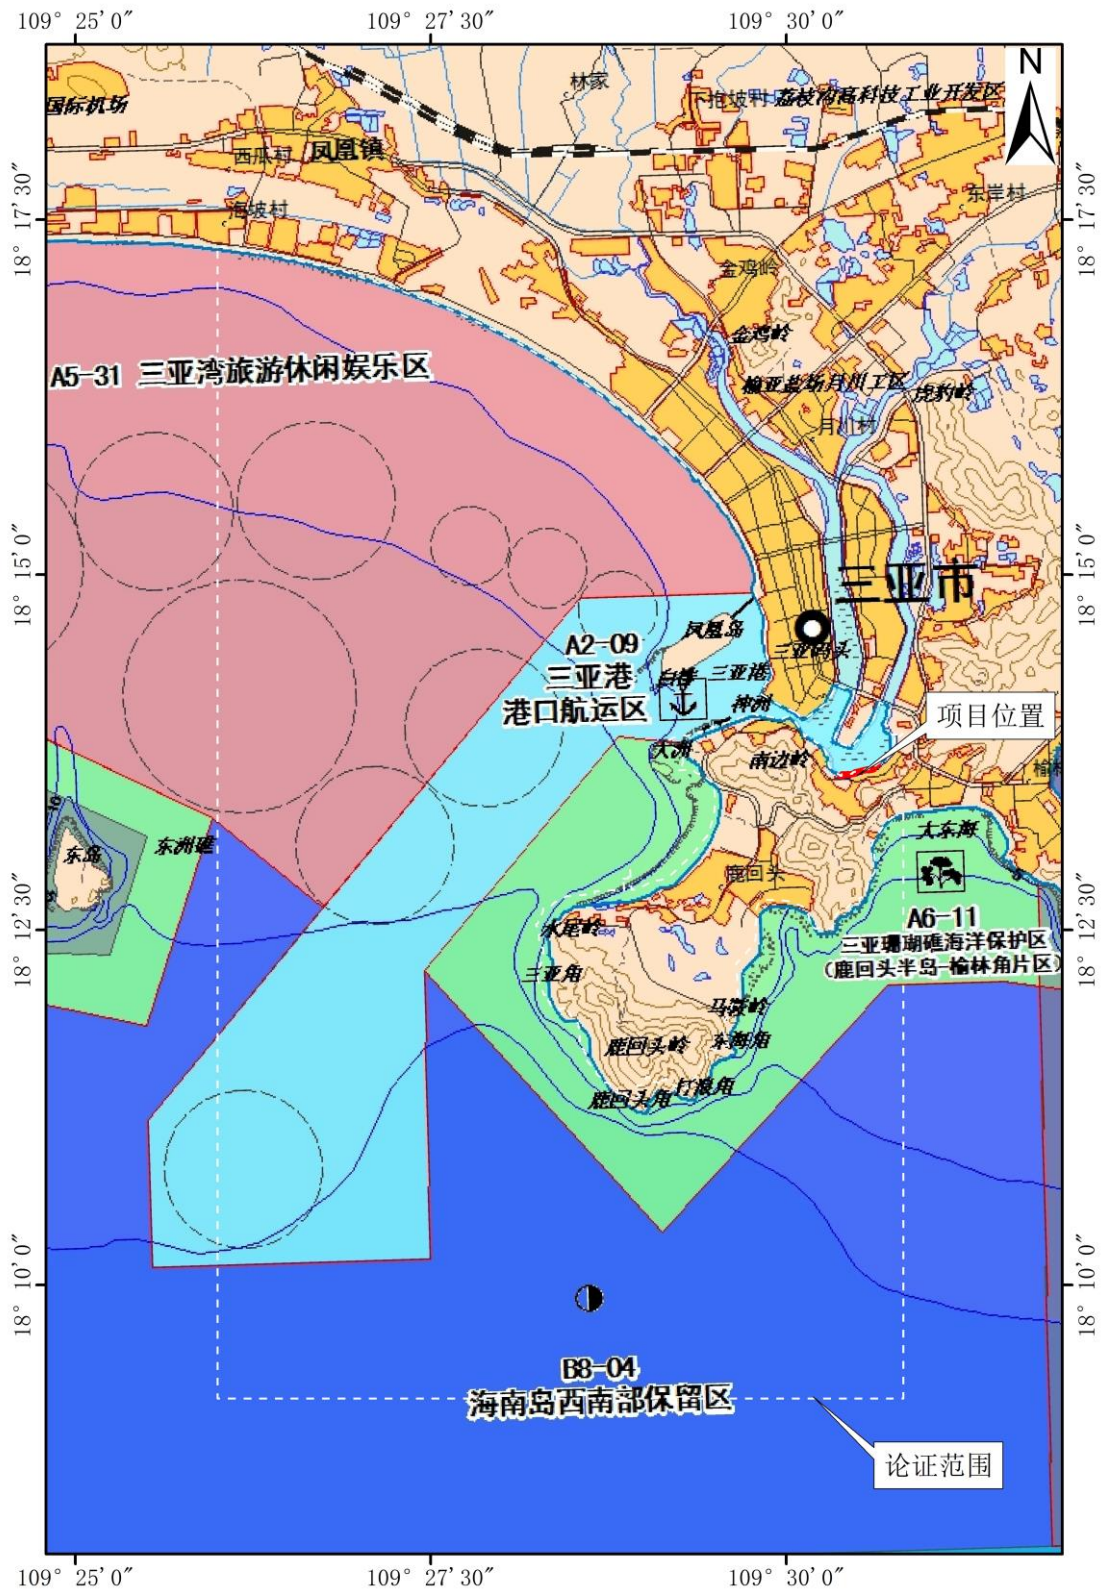 109° 25′0″
109° 27′30″
109° 30′0″
N
林家
国际机场
下抱坡村
荔枝沟高科技工业开发区
西瓜村
凤凰镇
东岸村
海坡村
18° 17′30″
18° 17′30″
金鸡岭
金鸡岭
A5-31 三亚湾旅游休闲娱乐区
榆亚盐场月川工区
虎豹岭
月川村
18° 15′0″
18° 15′0″
三亚市
凤凰岛
A2-09
三亚港
港口航运区
三亚码头
白排
三亚港
神洲
项目位置
大洲
南边岭
榆林
东洲礁
东岛
大东海
鹿回头
18° 12′30″
18° 12′30″
A6-11
三亚珊瑚礁海洋保护区
(鹿回头半岛-榆林角片区)
水尾岭
三亚角
马鞍岭
鹿回头岭
东海角
打浪角
鹿回头角
18° 10′0″
18° 10′0″
B8-04
海南岛西南部保留区
论证范围
109° 25′0″
109° 27′30″
109° 30′0″